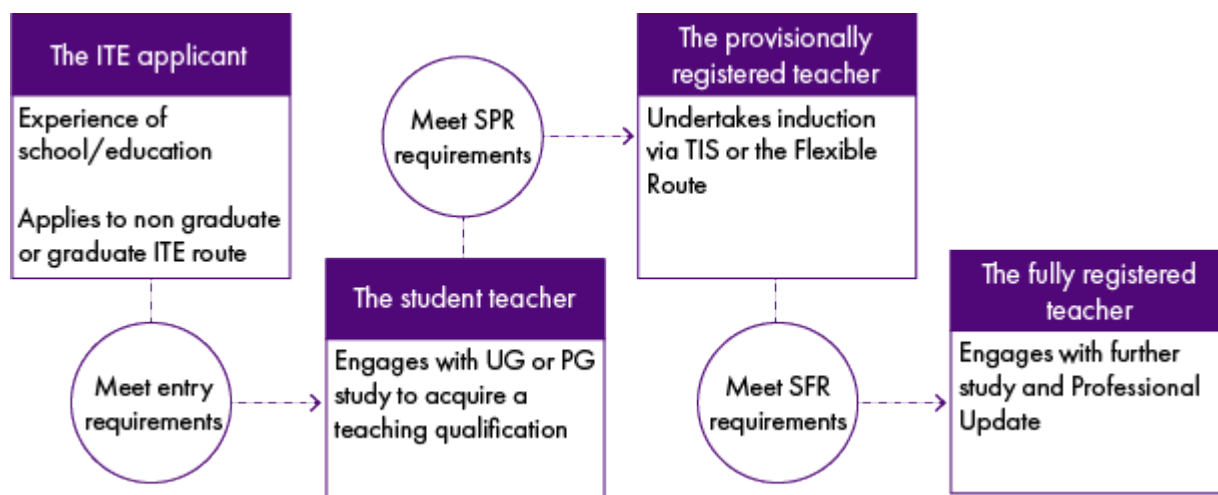 The ITE applicant
Experience of
school/education
Applies to non graduate
or graduate ITE route
Meet entry
requirements
The student teacher
Engages with UG or PG
study to acquire a
teaching qualification
Meet SPR
requirements
The provisionally
registered teacher
Undertakes induction
via TIS or the Flexible
Route
Meet SFR
requirements
The fully registered
teacher
Engages with further
study and Professional
Update